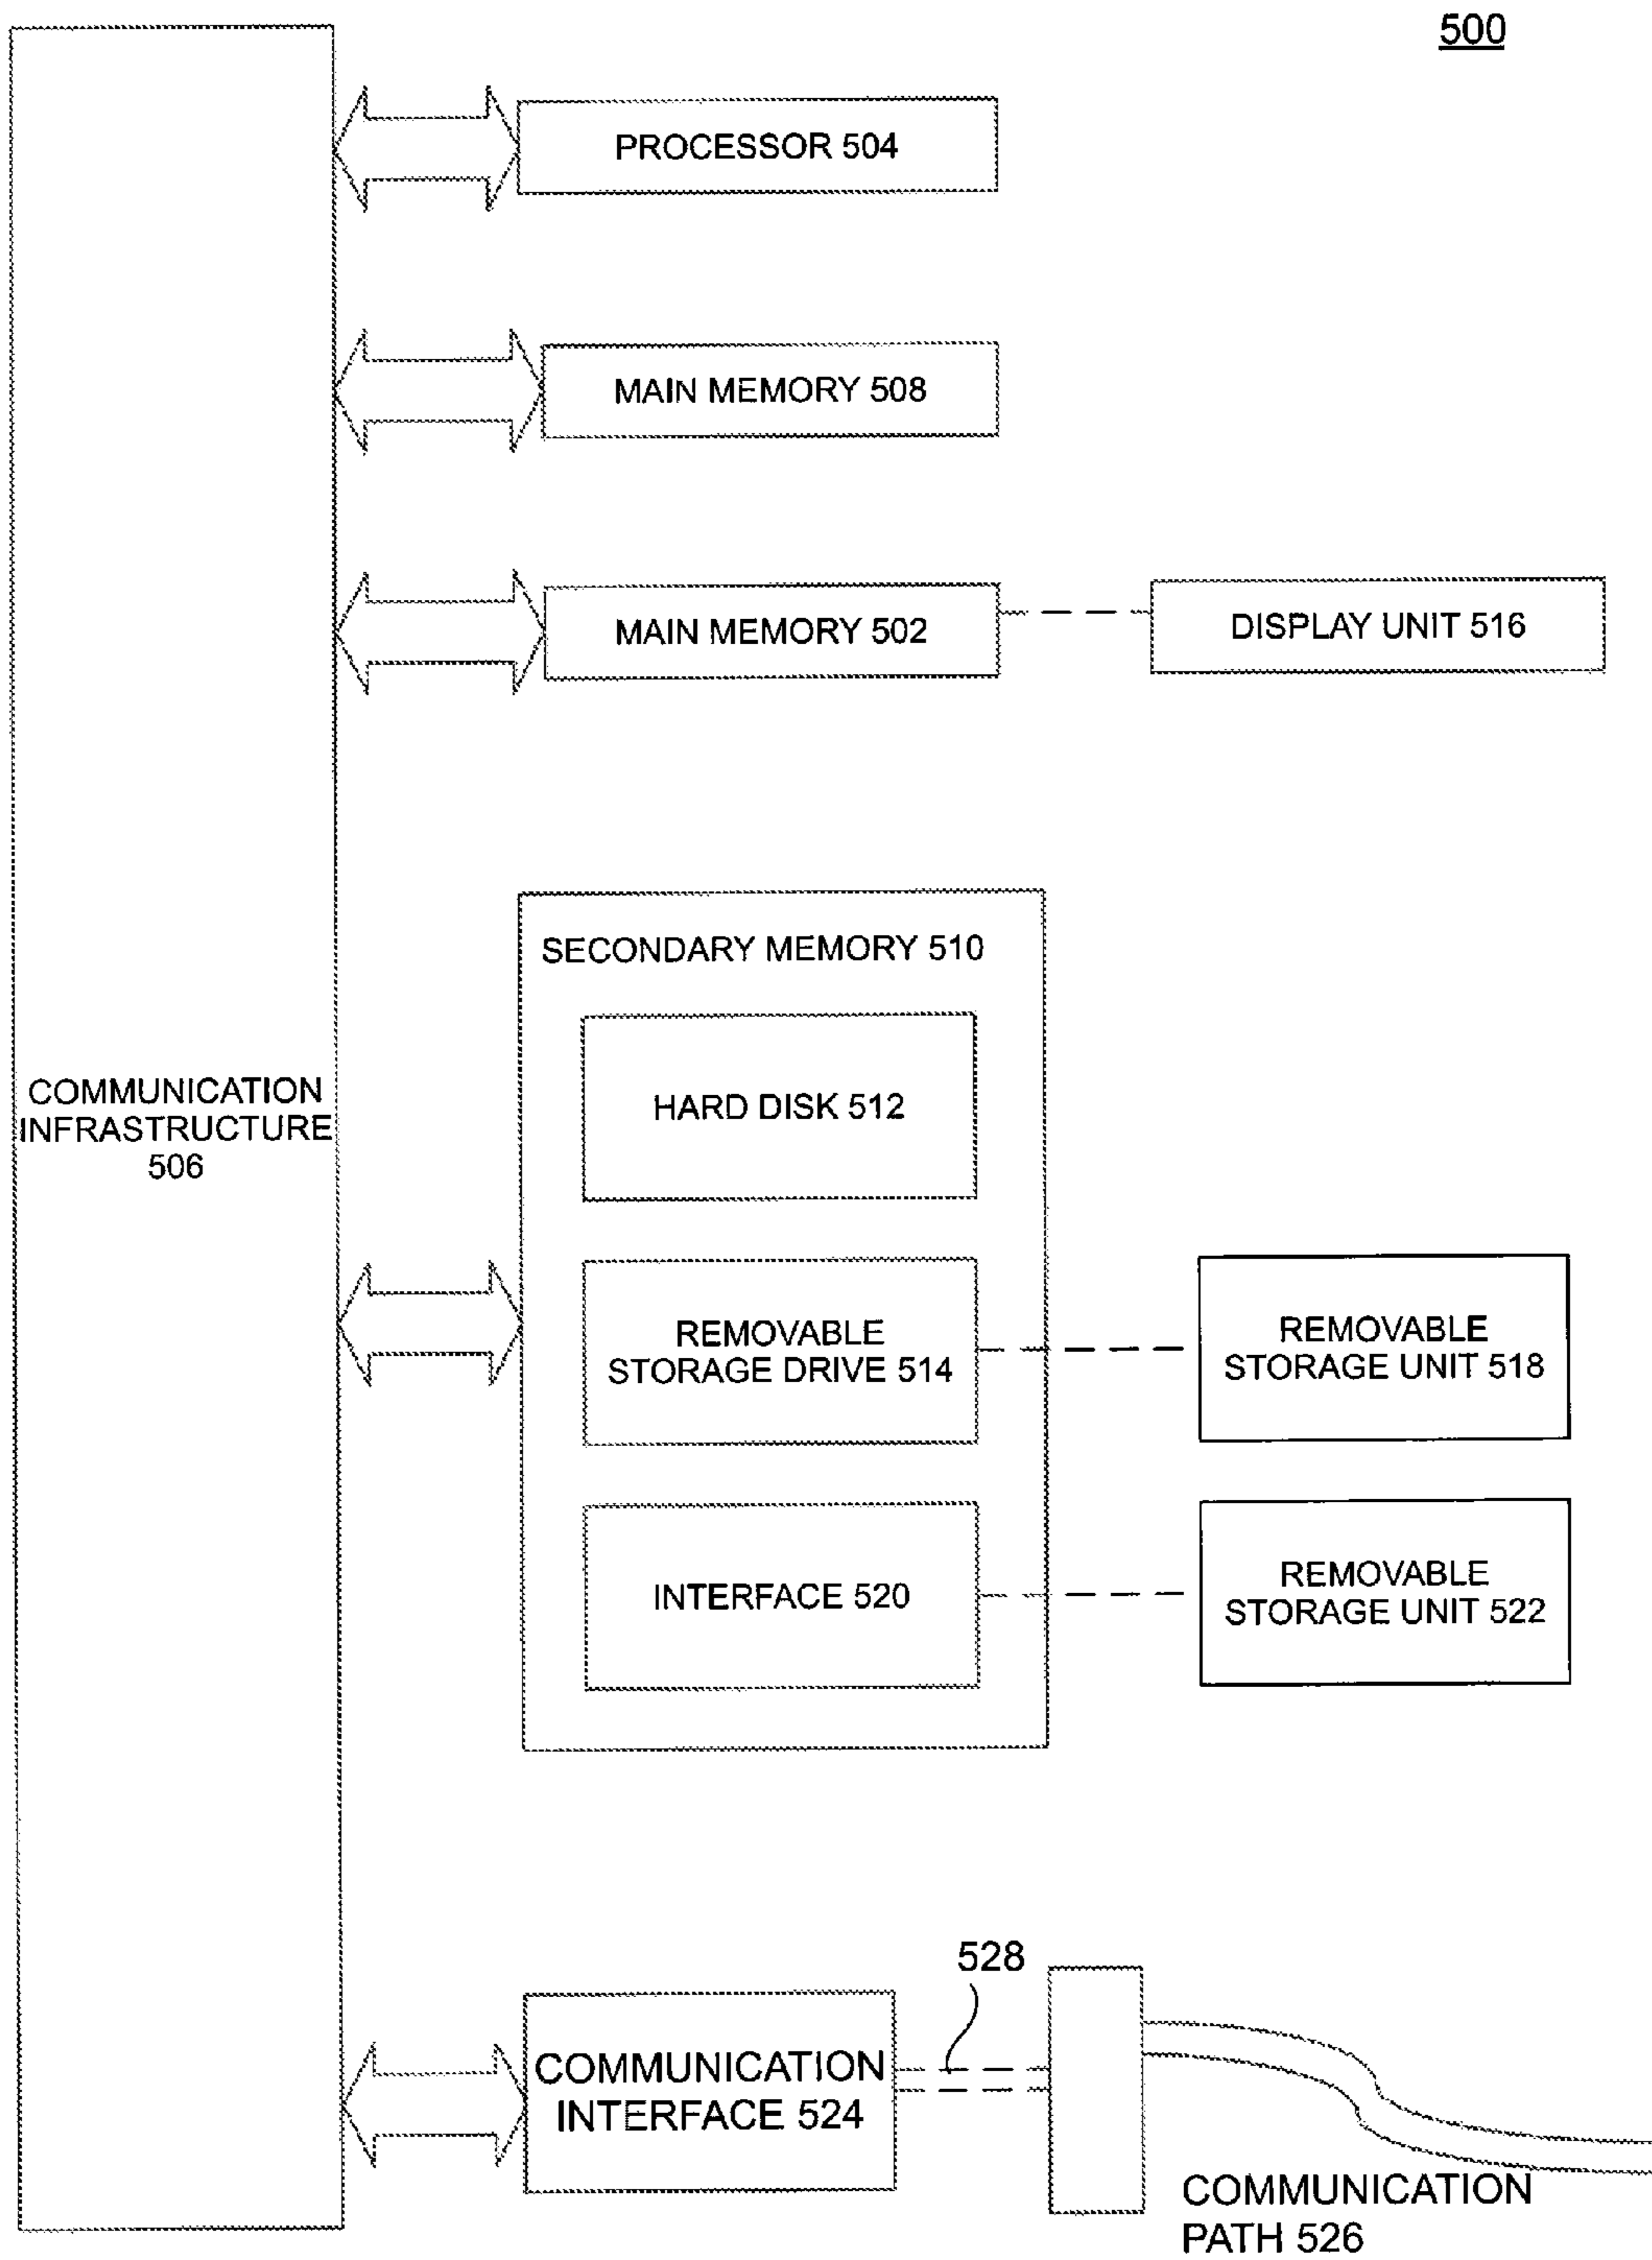 500
PROCESSOR 504
MAIN MEMORY 508
MAIN MEMORY 502
DISPLAY UNIT 516
SECONDARY MEMORY 510
HARD DISK 512
COMMUNICATION
INFRASTRUCTURE
506
REMOVABLE
STORAGE DRIVE 514
REMOVABLE
STORAGE UNIT 518
INTERFACE 520
REMOVABLE
STORAGE UNIT 522
528
COMMUNICATION
INTERFACE 524
COMMUNICATION
PATH 526